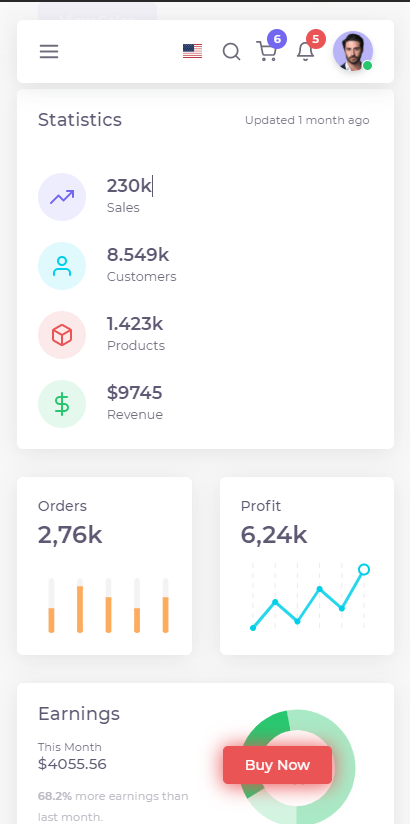 6
5
Statistics
Updated 1 month ago
230k
Sales
8.549k
Customers
1.423k
Products
$9745
Revenue
Orders
2,76k
Profit
6,24k
Earnings
This Month
$4055.56
68.2% more earnings than
last month.
Buy Now